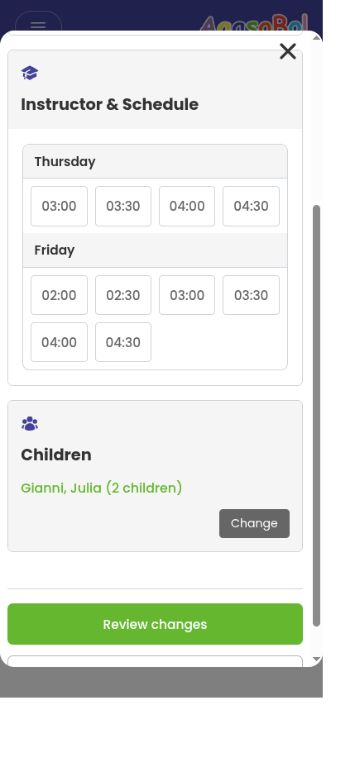 AqasoBol
Instructor & Schedule
Thursday
03:00 03:30 04:00 04:30
Friday
02:00 02:30 03:00 03:30
04:00 04:30
Children
Gianni, Julia (2 children)
Change
Review changes